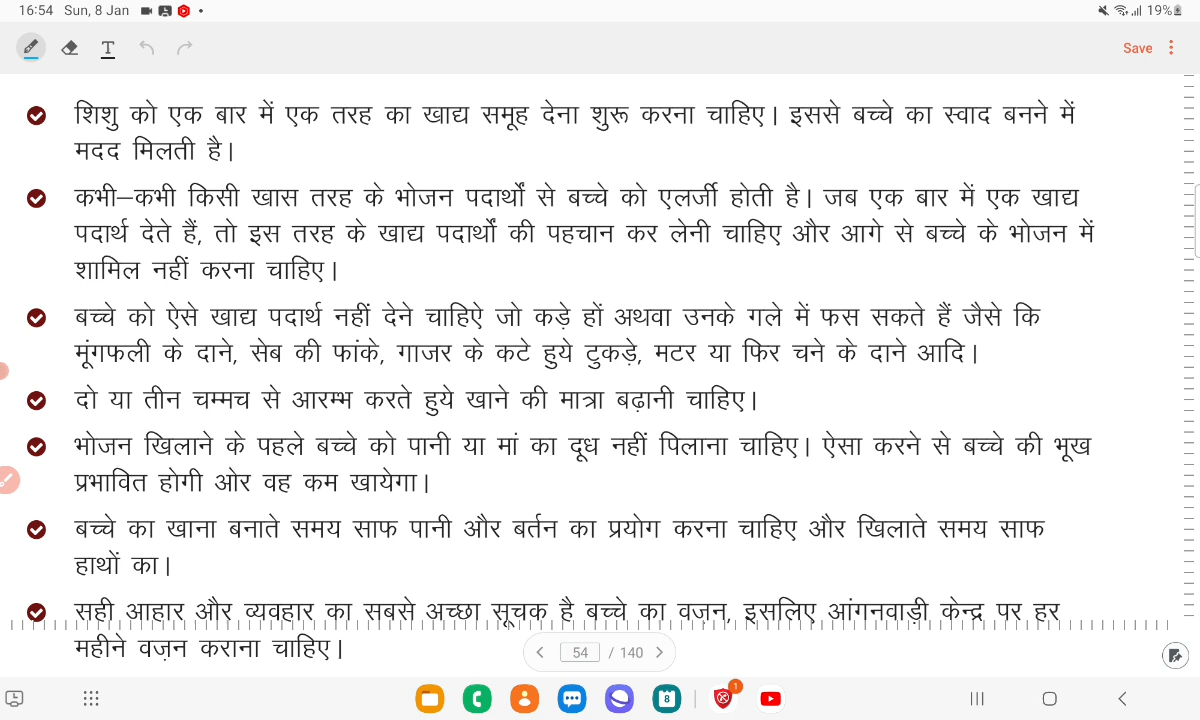 16:54 Sun, 8 Jan
19%
Save
शिशु को एक बार में एक तरह का खाद्य समूह देना शुरू करना चाहिए। इससे बच्चे का स्वाद बनने में
मदद मिलती है।
कभी–कभी किसी खास तरह के भोजन पदार्थों से बच्चे को एलर्जी होती है। जब एक बार में एक खाद्य
पदार्थ देते हैं, तो इस तरह के खाद्य पदार्थों की पहचान कर लेनी चाहिए और आगे से बच्चे के भोजन में
शामिल नहीं करना चाहिए।
बच्चे को ऐसे खाद्य पदार्थ नहीं देने चाहिऐ जो कड़े हों अथवा उनके गले में फस सकते हैं जैसे कि
मूंगफली के दाने, सेब की फांके, गाजर के कटे हुये टुकड़े, मटर या फिर चने के दाने आदि।
दो या तीन चम्मच से आरम्भ करते हुये खाने की मात्रा बढ़ानी चाहिए।
भोजन खिलाने के पहले बच्चे को पानी या मां का दूध नहीं पिलाना चाहिए। ऐसा करने से बच्चे की भूख
प्रभावित होगी ओर वह कम खायेगा।
बच्चे का खाना बनाते समय साफ पानी और बर्तन का प्रयोग करना चाहिए और खिलाते समय साफ
हाथों का।
सही आहार और व्यवहार का सबसे अच्छा सूचक है बच्चे का वज़न, इसलिए आंगनवाड़ी केन्द्र पर हर
महीने वज़न कराना चाहिए।
54 / 140
8
1